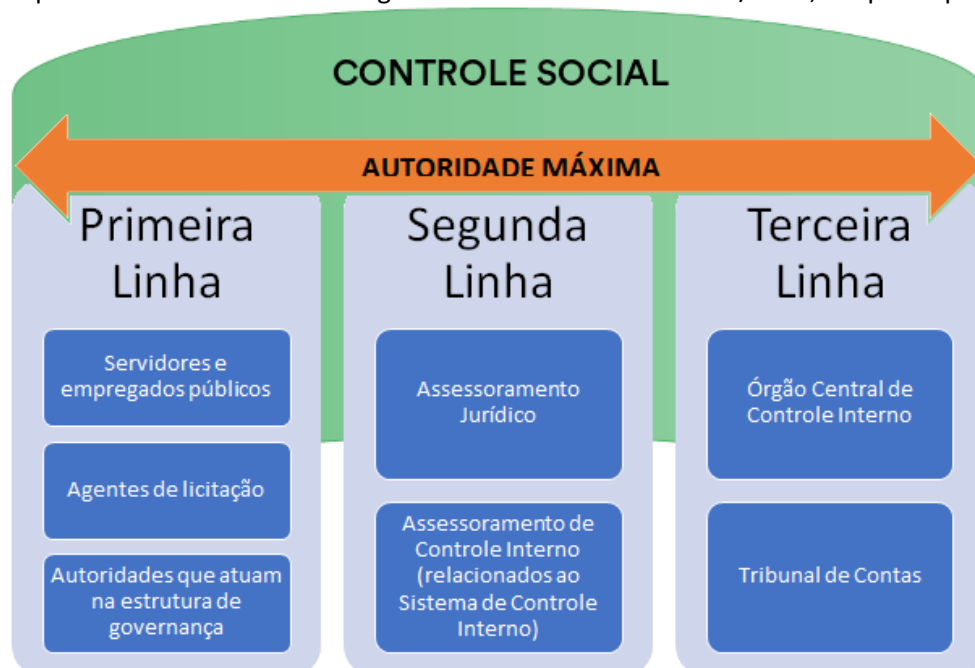 CONTROLE SOCIAL
AUTORIDADE MÁXIMA
Primeira
Linha
Servidores e
empregados públicos
Agentes de licitação
Autoridades que atuam
na estrutura de
governança
Segunda
Linha
Assessoramento
Jurídico
Assessoramento de
Controle Interno
(relacionados ao
Sistema de Controle
Interno)
Terceira
Linha
Órgão Central de
Controle Interno
Tribunal de Contas